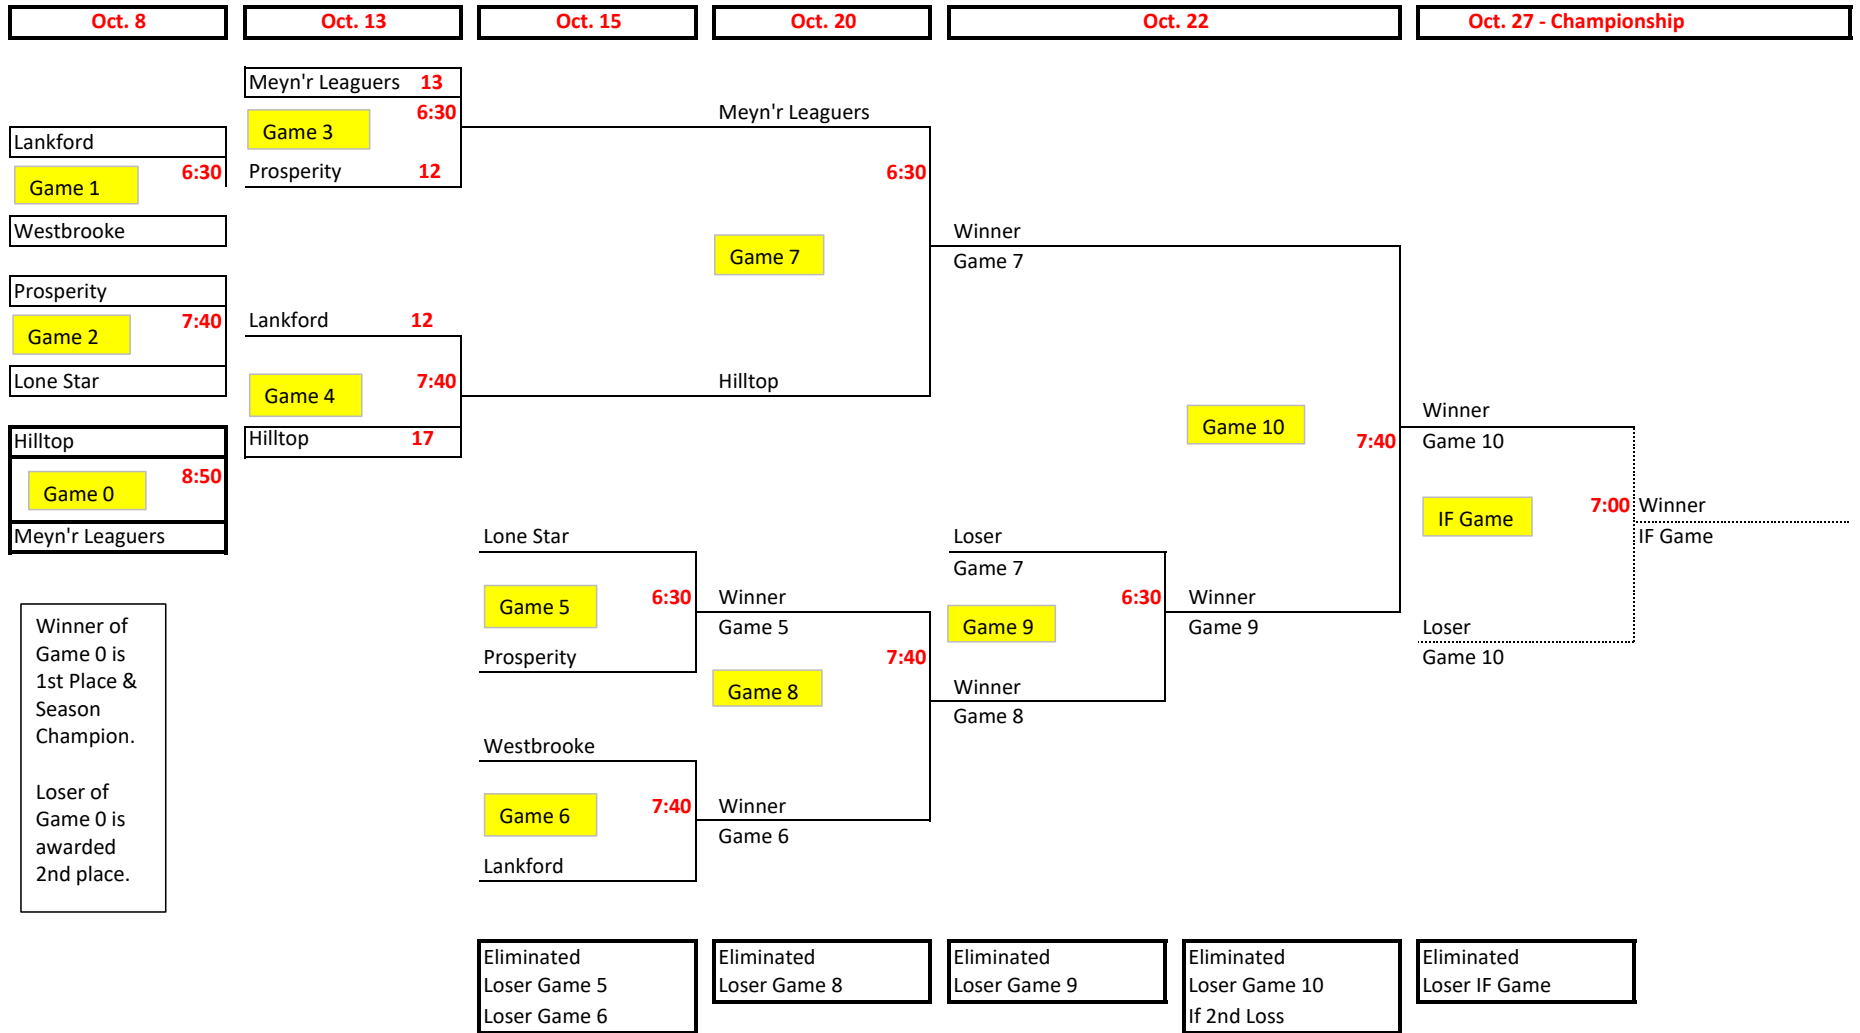 Oct. 8
Oct. 13
Oct. 15
Oct. 20
Oct. 22
Oct. 27 - Championship
Lankford
Game 1
6:30
Westbrooke
Prosperity
Game 2
7:40
Lone Star
Hilltop
Game 0
8:50
Meyn'r Leaguers
Winner of
Game 0 is
1st Place &
Season
Champion.
Loser of
Game 0 is
awarded
2nd place.
Meyn'r Leaguers 13
Game 3
6:30
Prosperity 12
Lankford 12
Game 4
7:40
Hilltop 17
Lone Star
Game 5
6:30
Prosperity
Westbrooke
Game 6
7:40
Lankford
Eliminated
Loser Game 5
Loser Game 6
Meyn'r Leaguers
6:30
Game 7
Hilltop
Winner
Game 5
7:40
Game 8
Winner
Game 6
Eliminated
Loser Game 8
Winner
Game 7
Loser
Game 7
6:30
Game 9
Winner
Game 8
Eliminated
Loser Game 9
Game 10
7:40
Winner
Game 9
Eliminated
Loser Game 10
If 2nd Loss
Winner
Game 10
IF Game
7:00
Loser
Game 10
Winner
IF Game
Eliminated
Loser IF Game